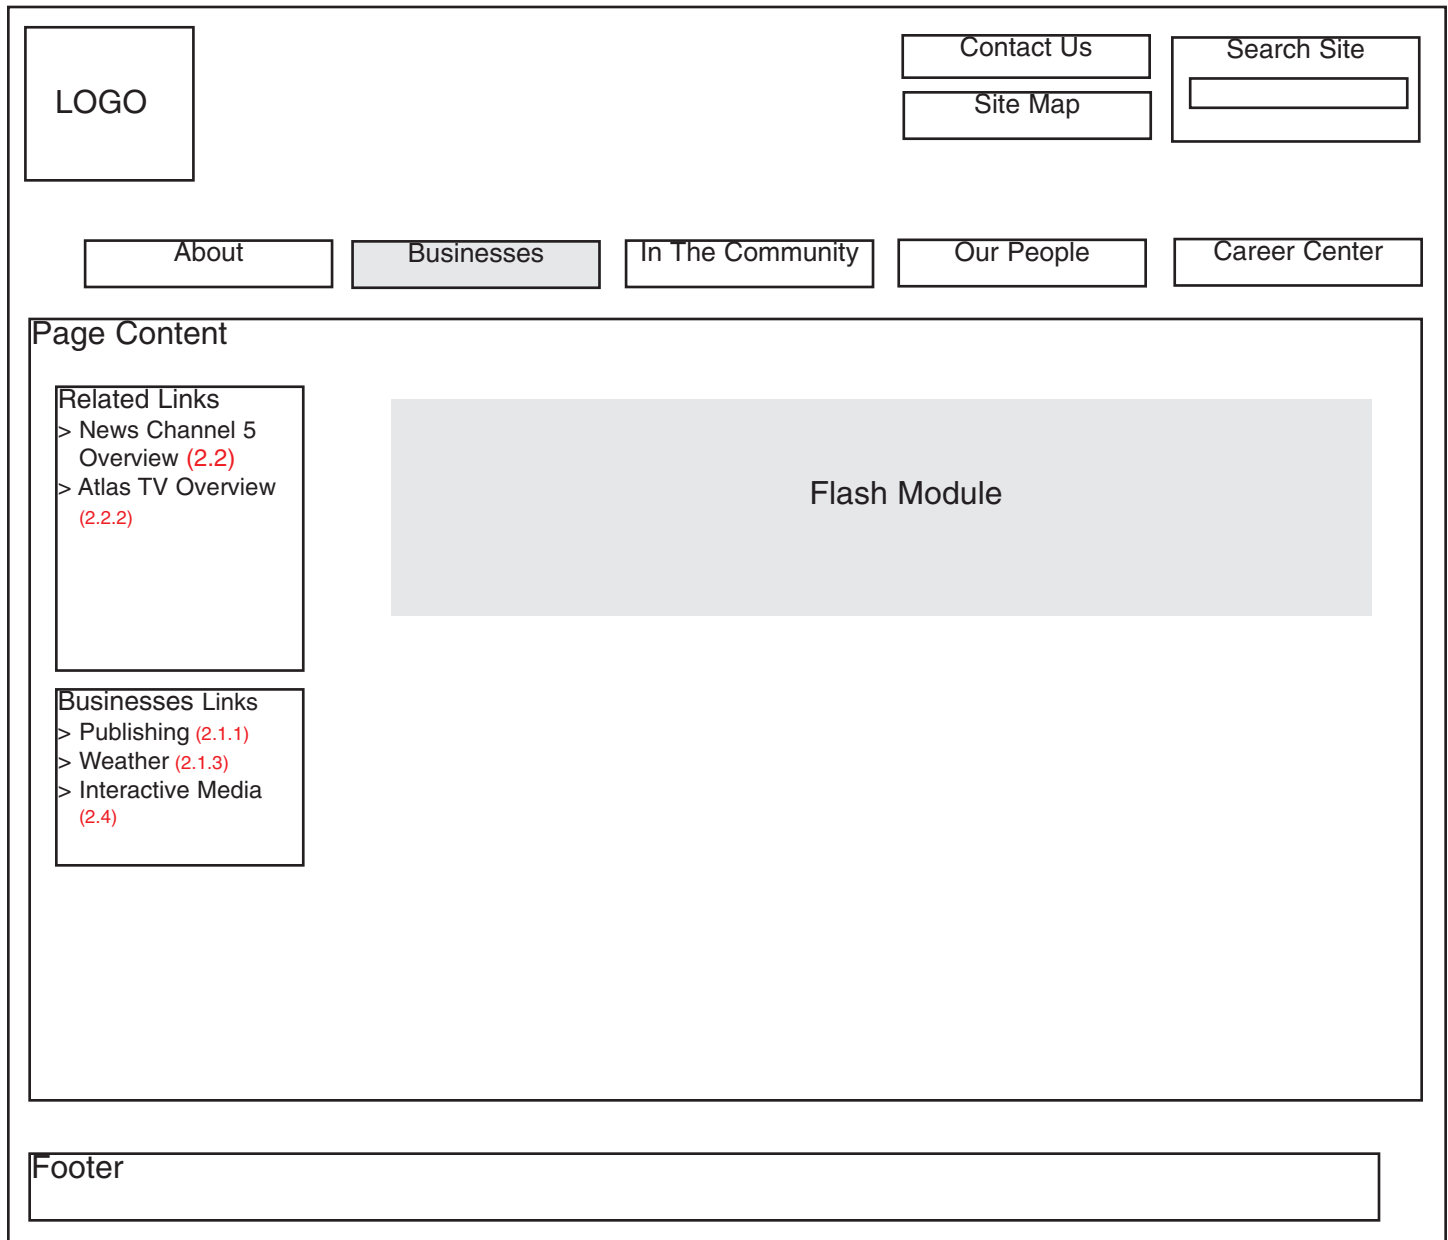 LOGO
Contact Us
Site Map
Search Site
About
Businesses
In The Community
Our People
Career Center
Page Content
Related Links
> News Channel 5
Overview (2.2)
> Atlas TV Overview
(2.2.2)
Flash Module
Businesses Links
> Publishing (2.1.1)
> Weather (2.1.3)
> Interactive Media
(2.4)
Footer